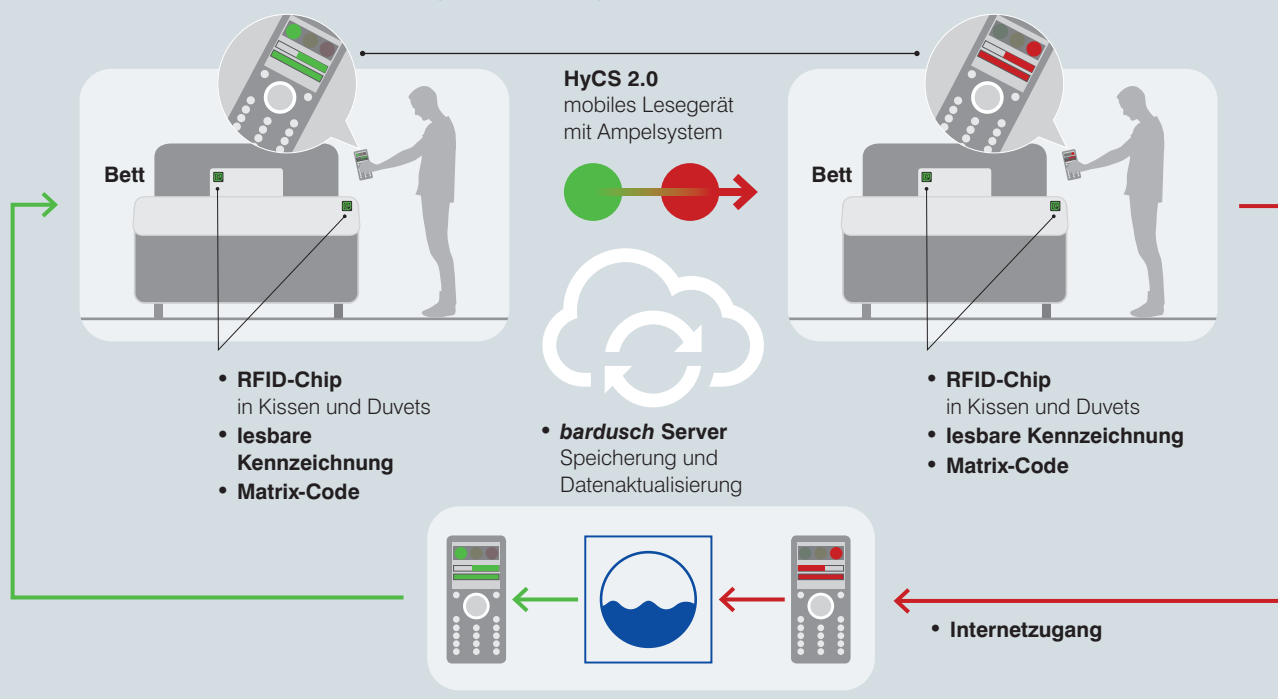 HyCS 2.0
mobiles Lesegerät
mit Ampelsystem
Bett
Bett
• RFID-Chip
in Kissen und Duvets
• lesbare
Kennzeichnung
• Matrix-Code
• bardusch Server
Speicherung und
Datenaktualisierung
• RFID-Chip
in Kissen und Duvets
• lesbare Kennzeichnung
• Matrix-Code
• Internetzugang